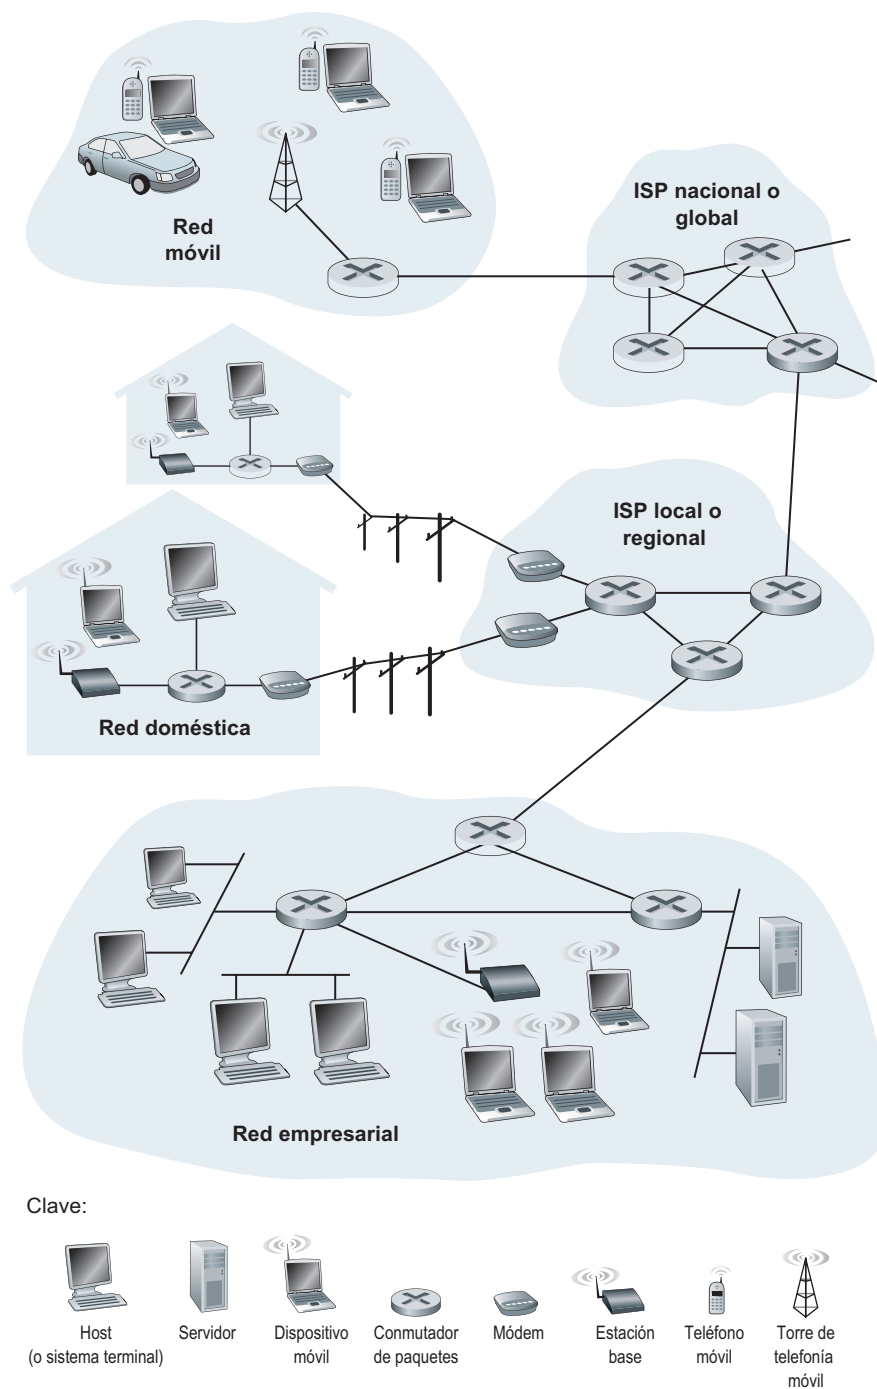 ISP nacional o
global
Red
móvil
ISP local o
regional
Red doméstica
Red empresarial
Clave:
Host
(o sistema terminal)
Servidor
Dispositivo
móvil
Conmutador
de paquetes
Módem
Estación
base
Teléfono
móvil
Torre de
telefonía
móvil